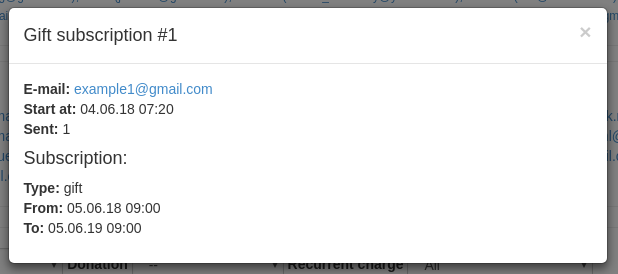 Gift subscription #1
×
E-mail: example1@gmail.com
Start at: 04.06.18 07:20
Sent: 1
Subscription:
Type: gift
From: 05.06.18 09:00
To: 05.06.19 09:00
Donation -- Recurrent charge All